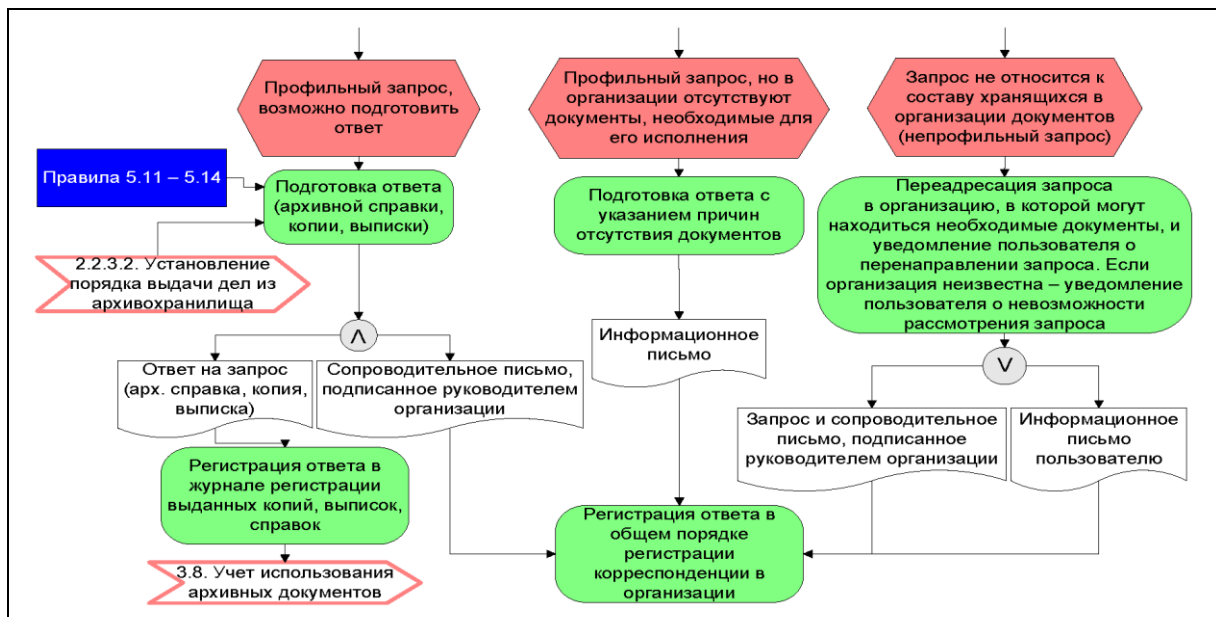 Профильный запрос,
возможно подготовить
ответ
Профильный запрос, но в
организации отсутствуют
документы, необходимые для
его исполнения
Запрос не относится к
составу хранящихся в
организации документов
(непрофильный запрос)
Правила 5.11 – 5.14
Подготовка ответа
(архивной справки,
копии, выписки)
Подготовка ответа с
указанием причин
отсутствия документов
Переадресация запроса
в организацию, в которой могут
находиться необходимые документы, и
уведомление пользователя о
перенаправлении запроса. Если
организация неизвестна – уведомление
пользователя о невозможности
рассмотрения запроса
2.2.3.2. Установление
порядка выдачи дел из
архивохранилища
Λ
Информационное
письмо
V
Ответ на запрос
(арх. справка, копия,
выписка)
Сопроводительное письмо,
подписанное руководителем
организации
Запрос и сопроводительное
письмо, подписанное
руководителем организации
Информационное
письмо
пользователю
Регистрация ответа в
журнале регистрации
выданных копий, выписок,
справок
Регистрация ответа в
общем порядке
регистрации
корреспонденции в
организации
3.8. Учет использования
архивных документов